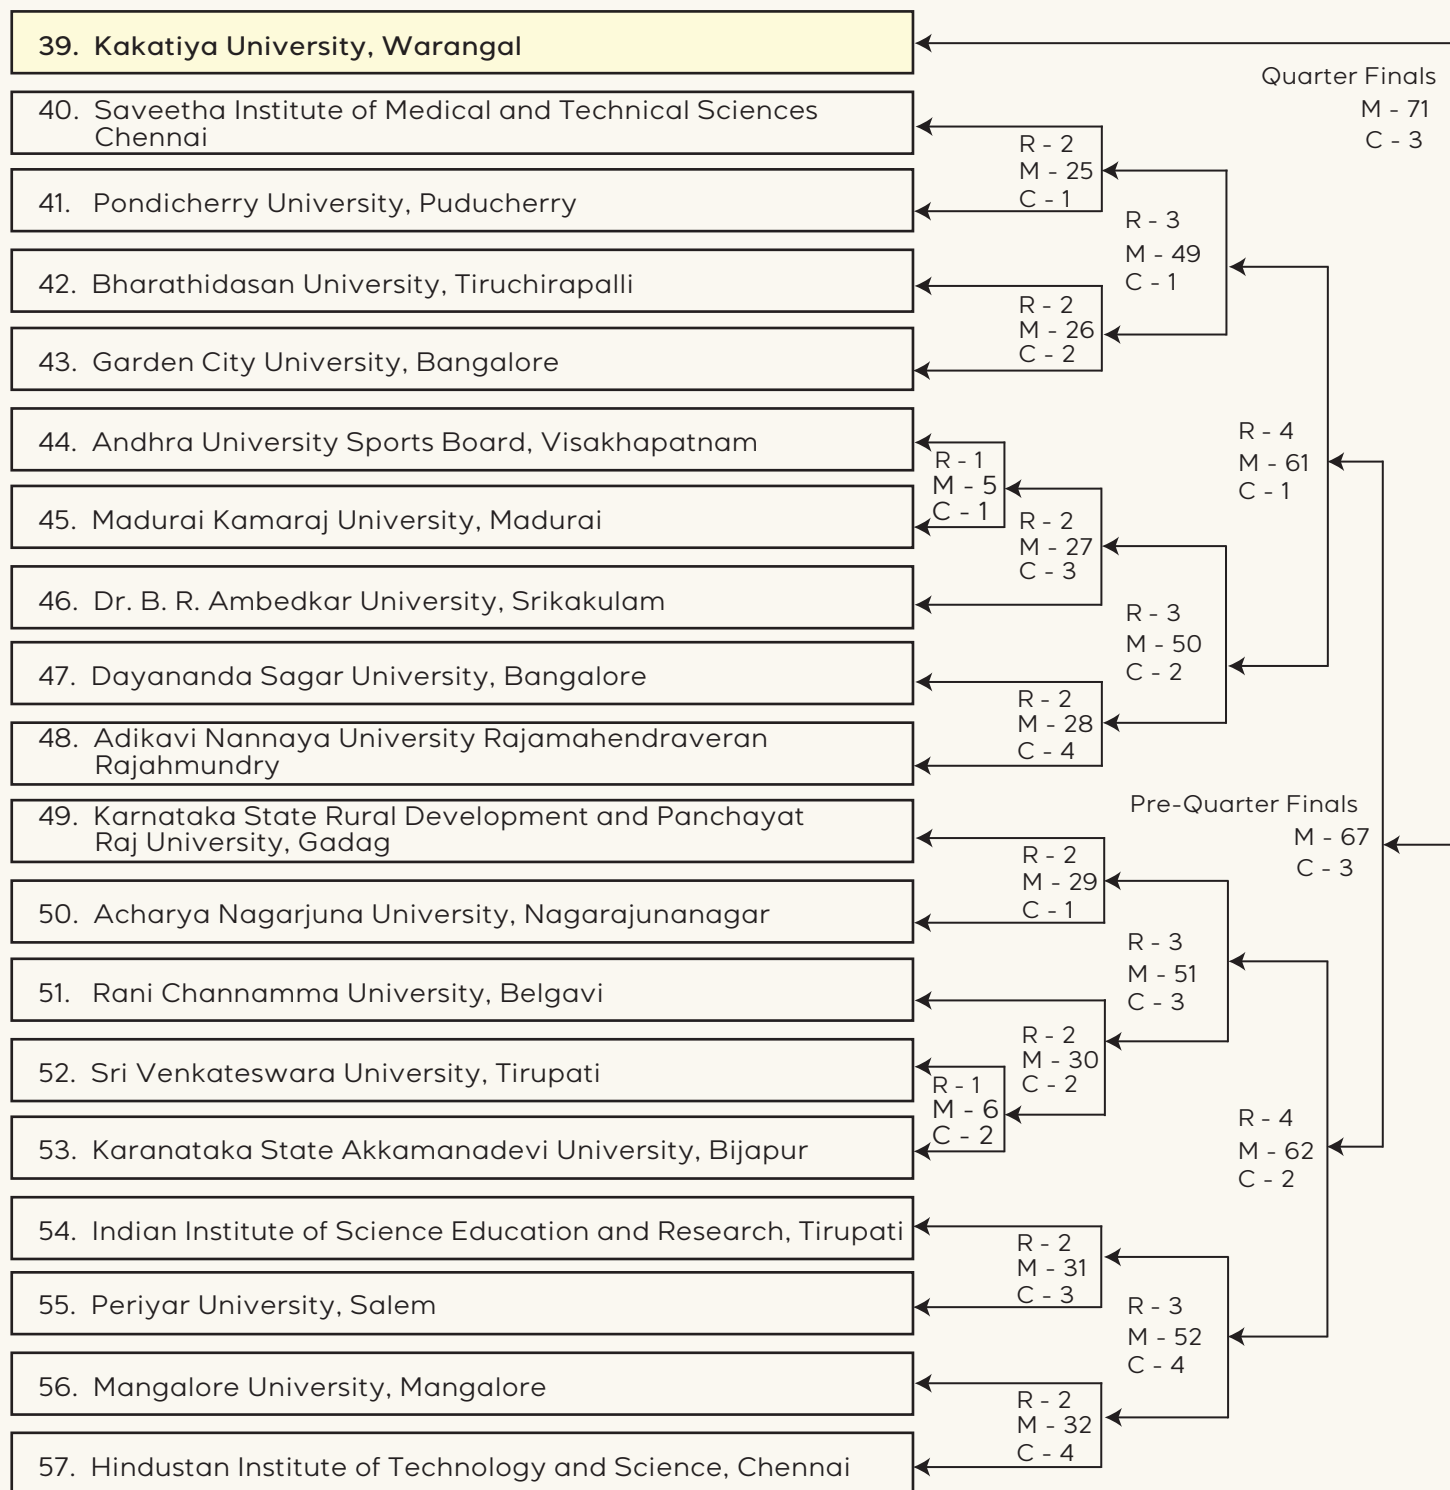 39. Kakatiya University, Warangal
Quarter Finals
M - 71
C - 3
40. Saveetha Institute of Medical and Technical Sciences
Chennai
R - 2
M - 25
C - 1
41. Pondicherry University, Puducherry
R - 3
M - 49
C - 1
42. Bharathidasan University, Tiruchirapalli
R - 2
M - 26
C - 2
43. Garden City University, Bangalore
44. Andhra University Sports Board, Visakhapatnam
R - 1
M - 5
C - 1
R - 4
M - 61
C - 1
45. Madurai Kamaraj University, Madurai
R - 2
M - 27
C - 3
46. Dr. B. R. Ambedkar University, Srikakulam
R - 3
M - 50
C - 2
47. Dayananda Sagar University, Bangalore
R - 2
M - 28
C - 4
48. Adikavi Nannaya University Rajamahendraveran
Rajahmundry
49. Karnataka State Rural Development and Panchayat
Raj University, Gadag
Pre-Quarter Finals
M - 67
C - 3
R - 2
M - 29
C - 1
50. Acharya Nagarjuna University, Nagarajunanagar
R - 3
M - 51
C - 3
51. Rani Channamma University, Belgavi
R - 2
M - 30
C - 2
52. Sri Venkateswara University, Tirupati
R - 1
M - 6
C - 2
53. Karanataka State Akkamanadevi University, Bijapur
R - 4
M - 62
C - 2
54. Indian Institute of Science Education and Research, Tirupati
R - 2
M - 31
C - 3
55. Periyar University, Salem
R - 3
M - 52
C - 4
56. Mangalore University, Mangalore
R - 2
M - 32
C - 4
57. Hindustan Institute of Technology and Science, Chennai